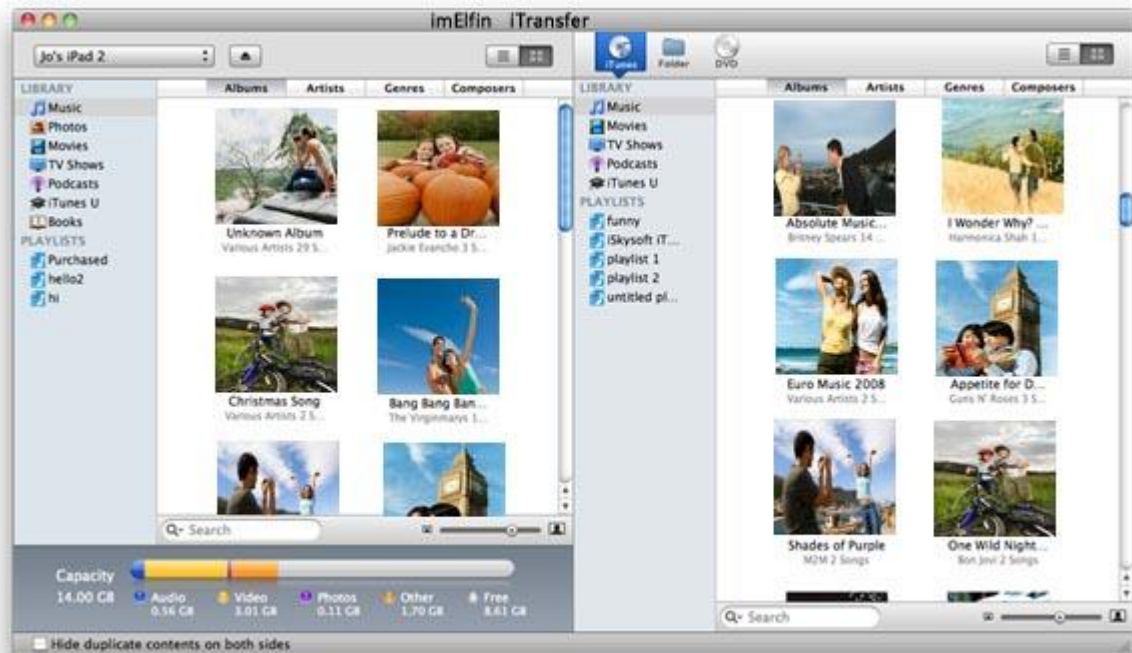 imElfin iTransfer
Jo's iPad 2
LIBRARY
Music
Photos
Movies
TV Shows
Podcasts
iTunes U
Books
PLAYLISTS
Purchased
hello2
hi
Albums Artists Genres Composers
Unknown Album
Various Artists 29 S...
Prelude to a Dr...
Jackie Evancho 3 S...
Christmas Song
Various Artists 2 S...
Bang Bang Ban...
The Virginmarys 1...
Search
Capacity
14.00 GB
Audio
0.56 GB
Video
3.01 GB
Photos
0.11 GB
Other
1.70 GB
Free
8.61 GB
Hide duplicate contents on both sides
iTunes Folder DVD
LIBRARY
Music
Movies
TV Shows
Podcasts
iTunes U
PLAYLISTS
funny
iSkysoft iT...
playlist 1
playlist 2
untitled pl...
Albums Artists Genres Composers
Absolute Music...
Britney Spears 14 ...
I Wonder Why? ...
Harmonica Shah 1...
Euro Music 2008
Various Artists 2 S...
Appetite for D...
Guns N' Roses 3 S...
Shades of Purple
M2M 2 Songs
One Wild Night...
Bon Jovi 2 Songs
Search